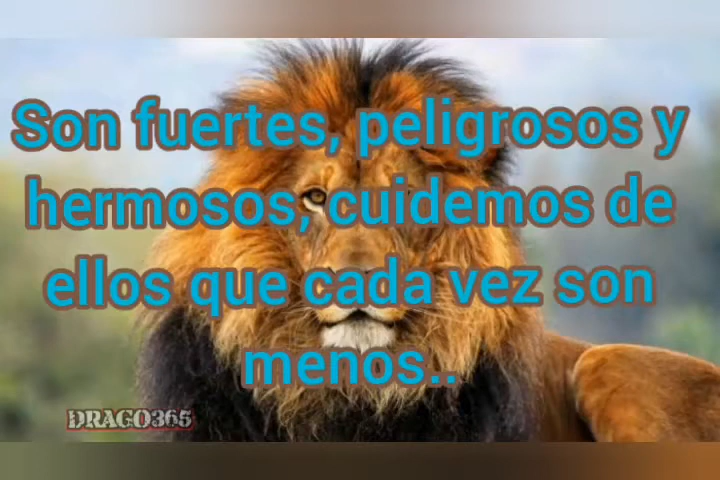 Son fuertes, peligrosos y
hermosos, cuidemos de
ellos que cada vez son
menos..
DRAGO365